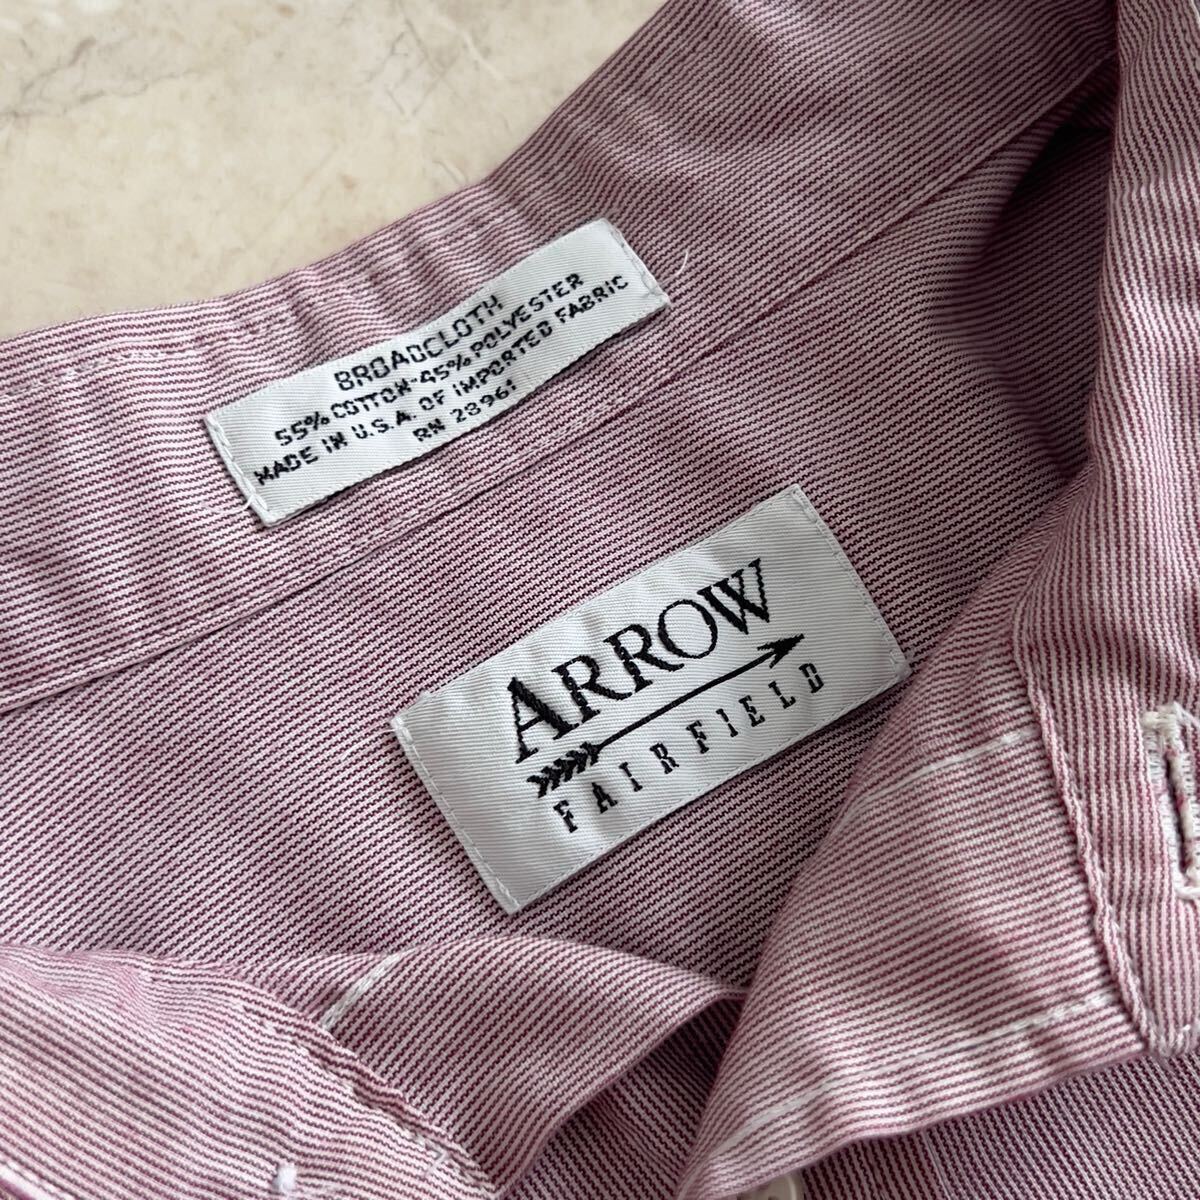 BROADCLOTH
55% COTTON-45% POLYESTER
MADE IN U.S.A. OF IMPORTED FABRIC
RN 28961
ARROW
FAIRFIELD